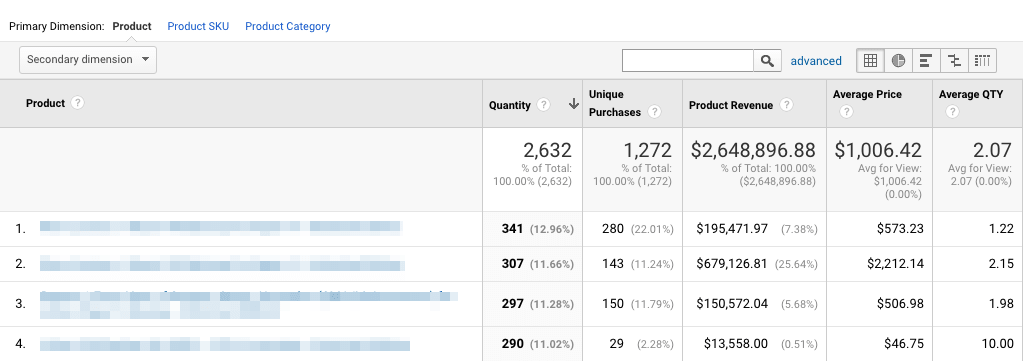 Primary Dimension: Product Product SKU Product Category
Secondary dimension advanced
Product ? Quantity ? Unique Purchases ? Product Revenue ? Average Price ? Average QTY ?
2,632 1,272 $2,648,896.88 $1,006.42 2.07
% of Total: 100.00% (2,632) % of Total: 100.00% (1,272) % of Total: 100.00% ($2,648,896.88) Avg for View: $1,006.42 (0.00%) Avg for View: 2.07 (0.00%)
1. 341 (12.96%) 280 (22.01%) $195,471.97 (7.38%) $573.23 1.22
2. 307 (11.66%) 143 (11.24%) $679,126.81 (25.64%) $2,212.14 2.15
3. 297 (11.28%) 150 (11.79%) $150,572.04 (5.68%) $506.98 1.98
4. 290 (11.02%) 29 (2.28%) $13,558.00 (0.51%) $46.75 10.00